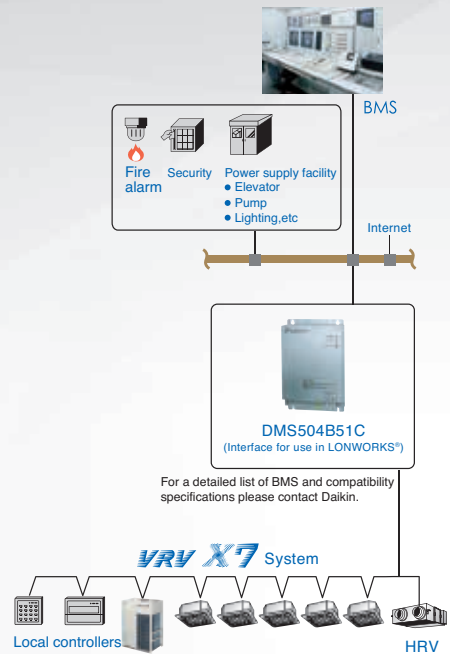 BMS
Fire
alarm
Security
Power supply facility
● Elevator
● Pump
● Lighting,etc
Internet
DMS504B51C
(Interface for use in LONWORKS®)
For a detailed list of BMS and compatibility
specifications please contact Daikin.
VRV X7 System
Local controllers
HRV